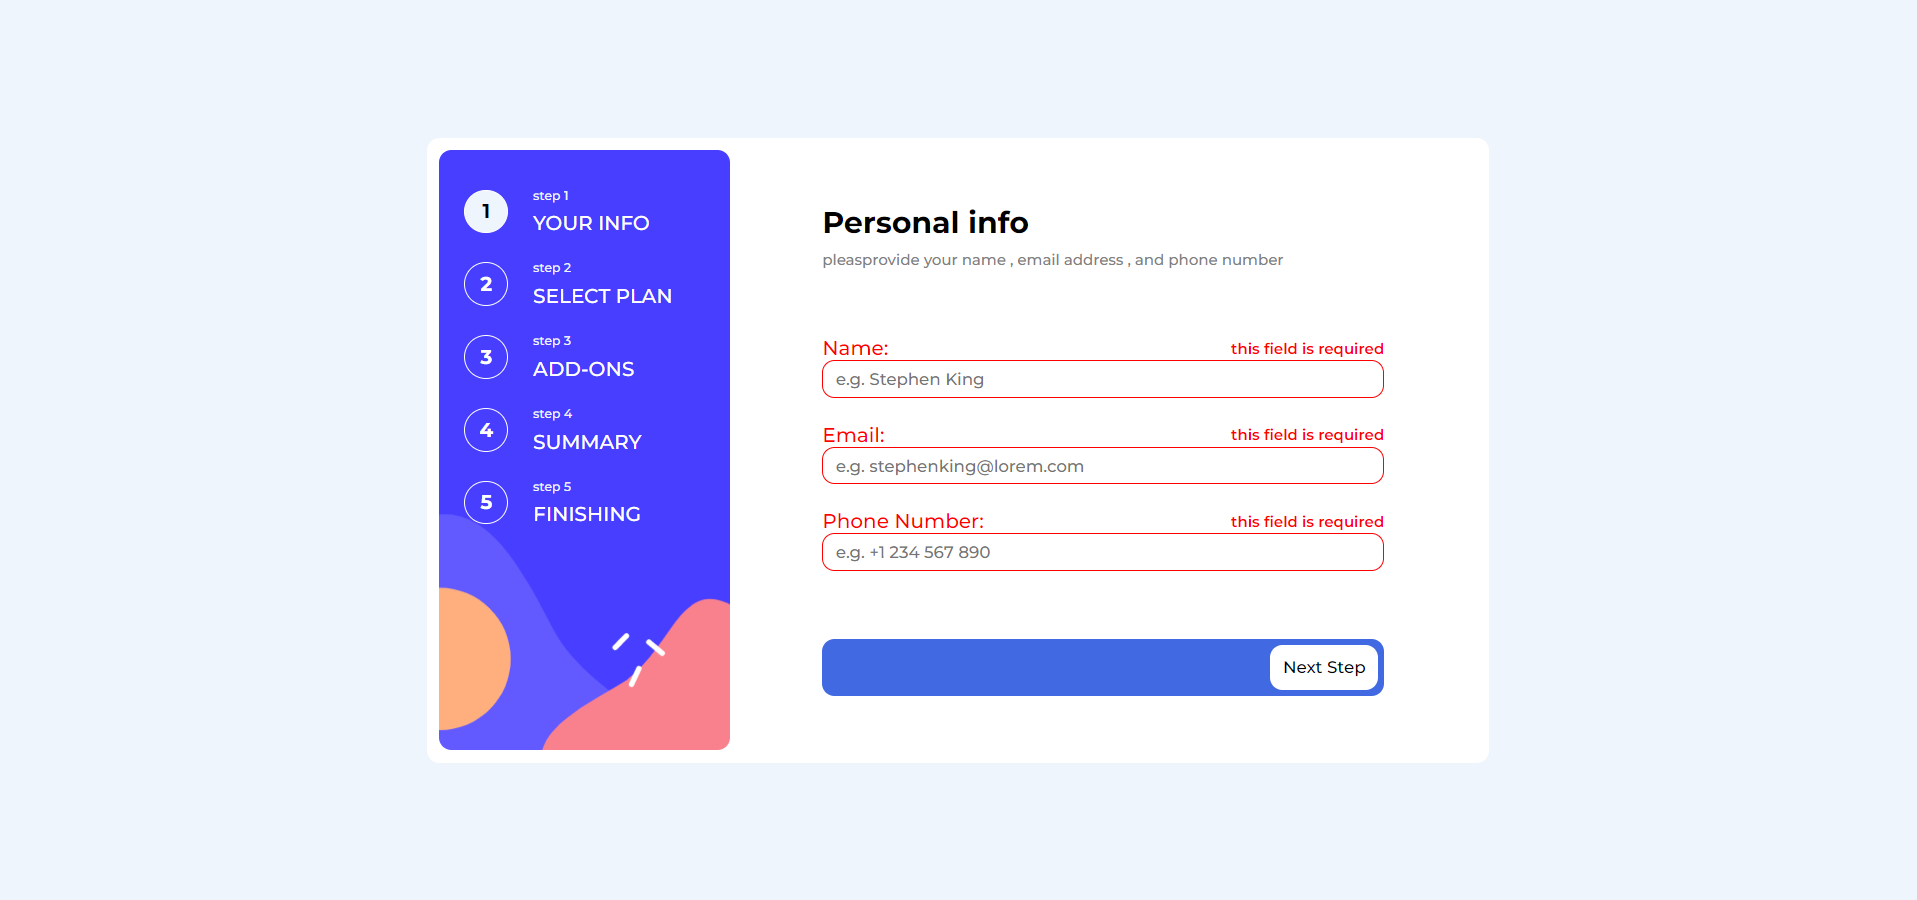 1
step 1
YOUR INFO
2
step 2
SELECT PLAN
3
step 3
ADD-ONS
4
step 4
SUMMARY
5
step 5
FINISHING
Personal info
pleasprovide your name , email address , and phone number
Name: this field is required
e.g. Stephen King
Email: this field is required
e.g. stephenking@lorem.com
Phone Number: this field is required
e.g. +1 234 567 890
Next Step